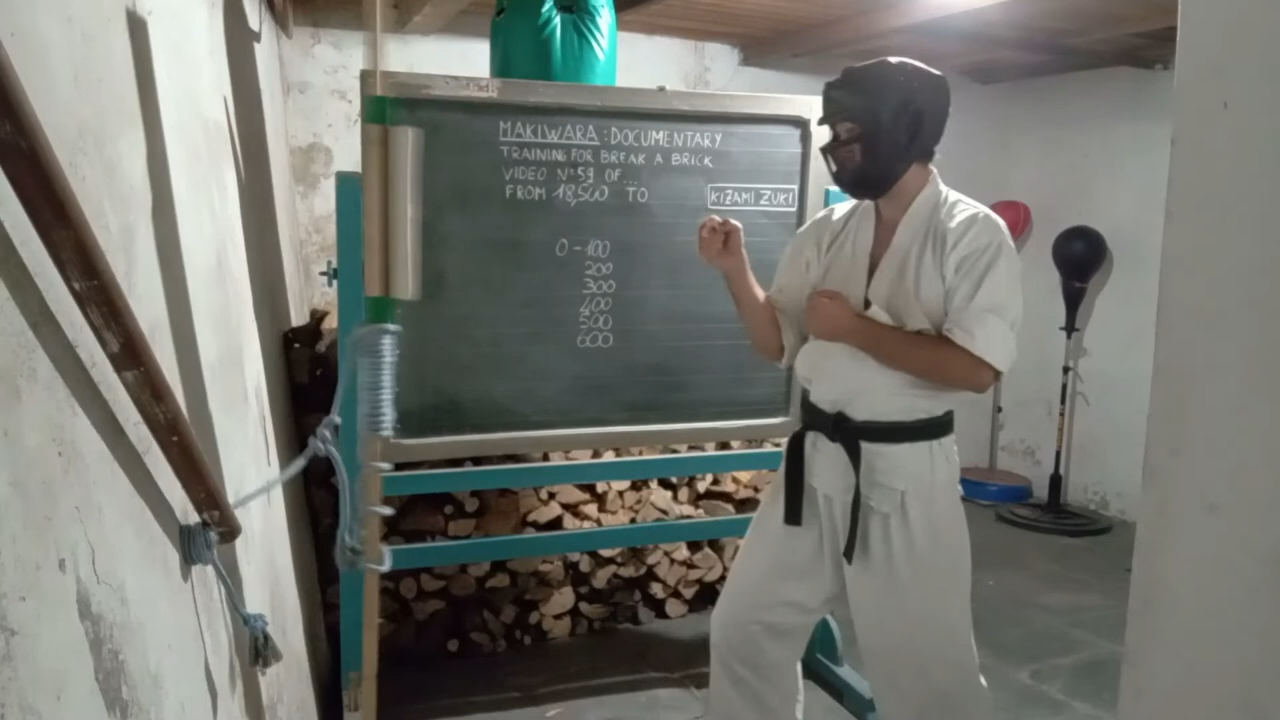 MAKIWARA : DOCUMENTARY
TRAINING FOR BREAK A BRICK
VIDEO N°59 OF...
FROM 18,500 TO
KIZAMI ZUKI
0-100
200
300
400
500
600